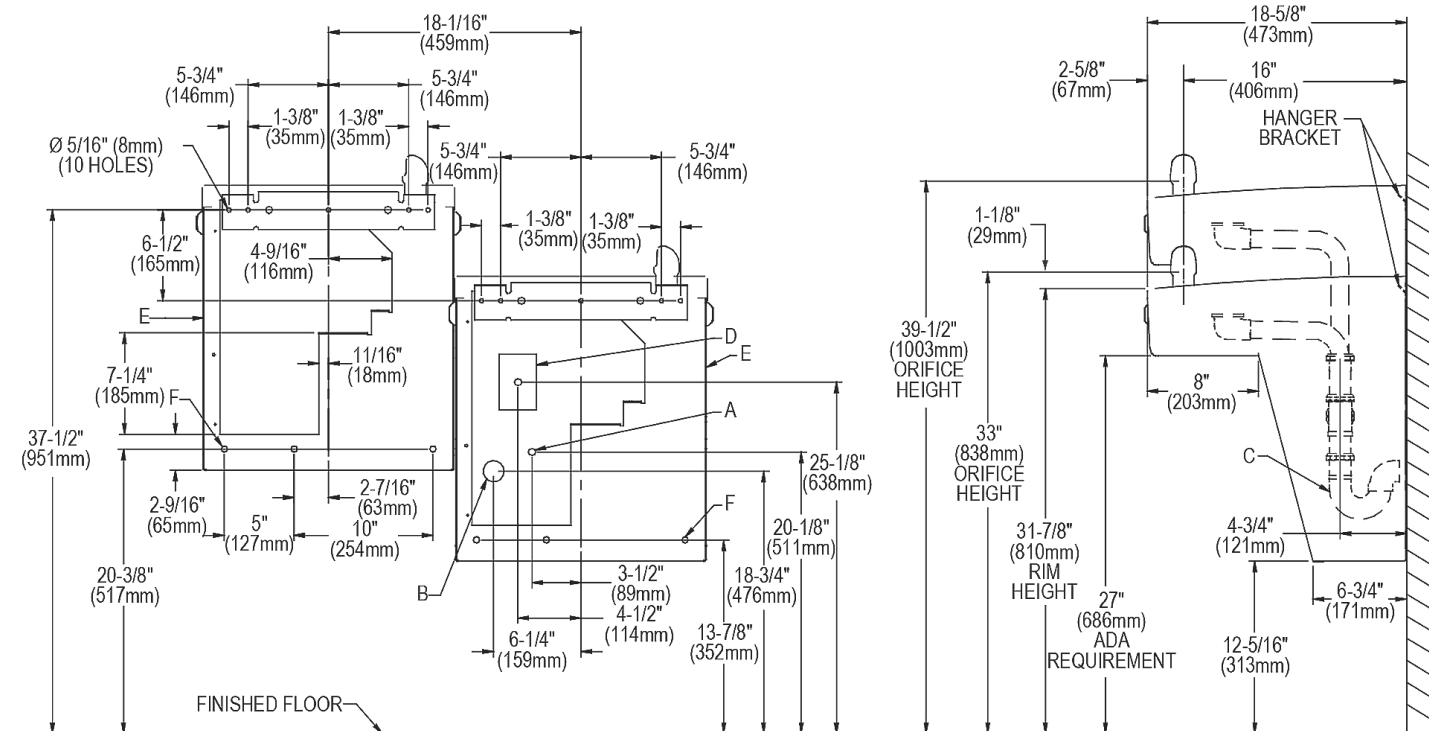 18-1/16"
(459mm)
5-3/4"
(146mm)
5-3/4"
(146mm)
1-3/8"
(35mm)
1-3/8"
(35mm)
Ø 5/16" (8mm)
(10 HOLES)
5-3/4"
(146mm)
5-3/4"
(146mm)
6-1/2"
(165mm)
4-9/16"
(116mm)
1-3/8"
(35mm)
1-3/8"
(35mm)
E
11/16"
(18mm)
D
E
7-1/4"
(185mm)
F
A
37-1/2"
(951mm)
25-1/8"
(638mm)
2-9/16"
(65mm)
2-7/16"
(63mm)
5"
(127mm)
10"
(254mm)
F
20-1/8"
(511mm)
20-3/8"
(517mm)
B
3-1/2"
(89mm)
18-3/4"
(476mm)
4-1/2"
(114mm)
6-1/4"
(159mm)
13-7/8"
(352mm)
FINISHED FLOOR
18-5/8"
(473mm)
2-5/8"
(67mm)
16"
(406mm)
HANGER
BRACKET
1-1/8"
(29mm)
39-1/2"
(1003mm)
ORIFICE
HEIGHT
8"
(203mm)
33"
(838mm)
ORIFICE
HEIGHT
C
31-7/8"
(810mm)
RIM
HEIGHT
4-3/4"
(121mm)
27"
(686mm)
ADA
REQUIREMENT
6-3/4"
(171mm)
12-5/16"
(313mm)